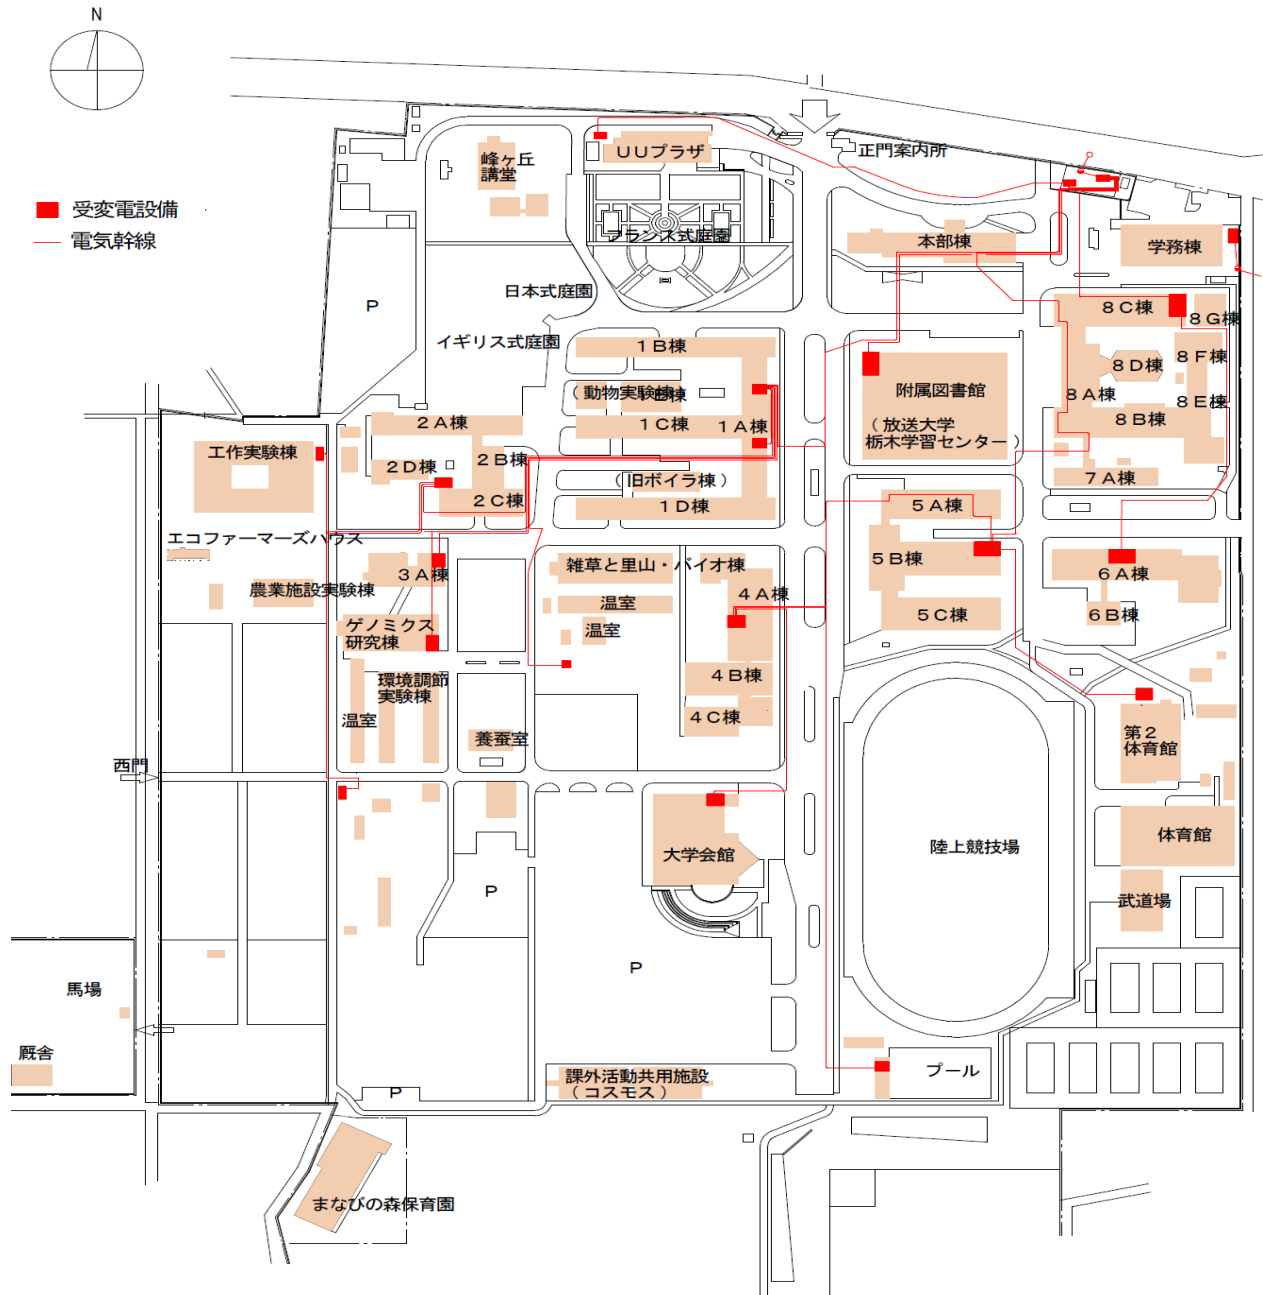 N
受変電設備
電気幹線
峰ヶ丘
講堂
UUプラザ
正門案内所
フランス式庭園
本部棟
学務棟
日本式庭園
P
イギリス式庭園
8C棟
8G棟
1B棟
8F棟
8D棟
(動物実験棟)
附属図書館
8A棟
8E棟
2A棟
1C棟
1A棟
(放送大学
栃木学習センター)
8B棟
工作実験棟
2B棟
2D棟
(旧ボイラ棟)
7A棟
2C棟
1D棟
5A棟
エコファーマーズハウス
雑草と里山・バイオ棟
5B棟
3A棟
6A棟
農業施設実験棟
4A棟
温室
5C棟
6B棟
ゲノミクス
研究棟
温室
環境調節
実験棟
4B棟
温室
4C棟
第2
体育館
養蚕室
西門
体育館
大学会館
陸上競技場
P
武道場
P
馬場
厩舎
プール
課外活動共用施設
(コスモス)
P
まなびの森保育園